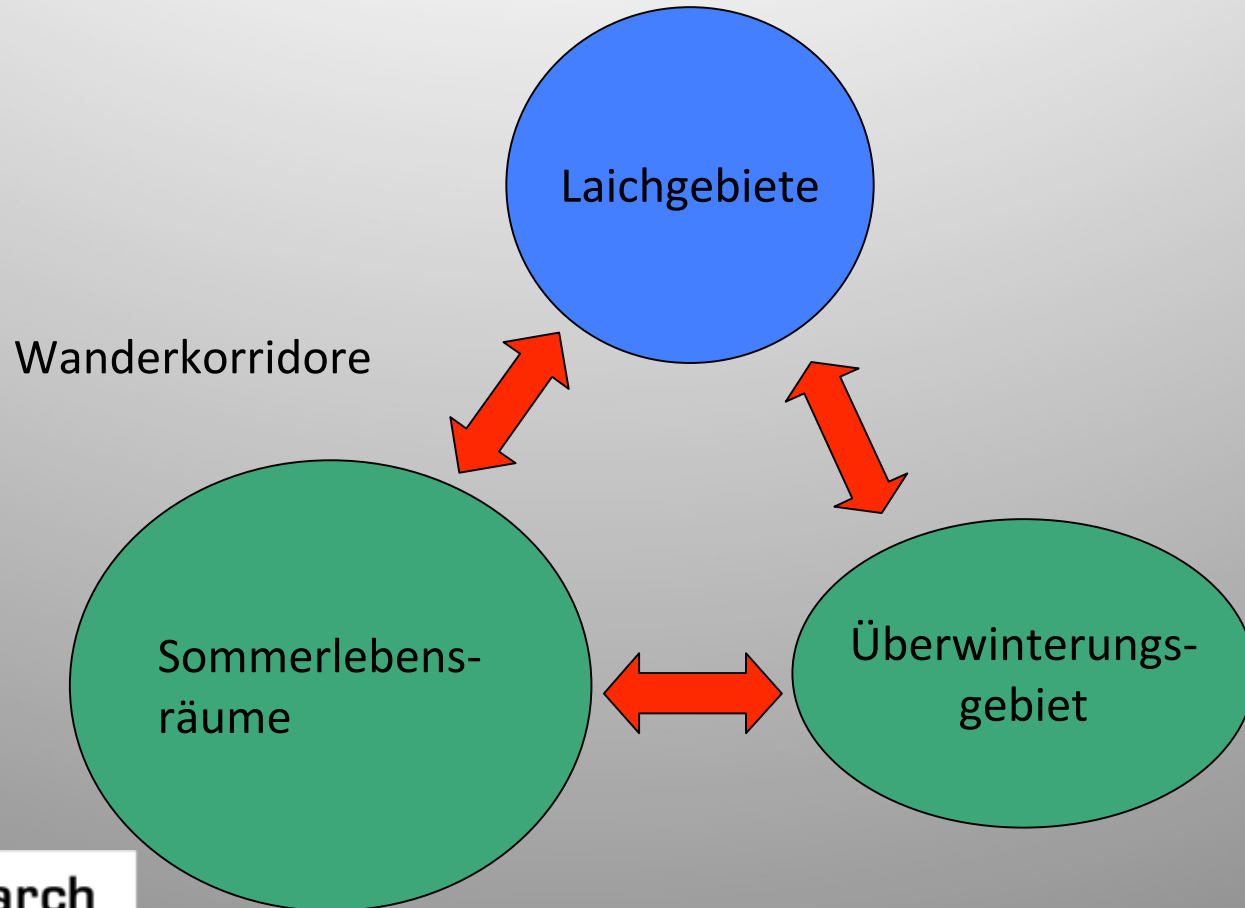 Laichgebiete
Wanderkorridore
Sommerlebens-
räume
Überwinterungs-
gebiet